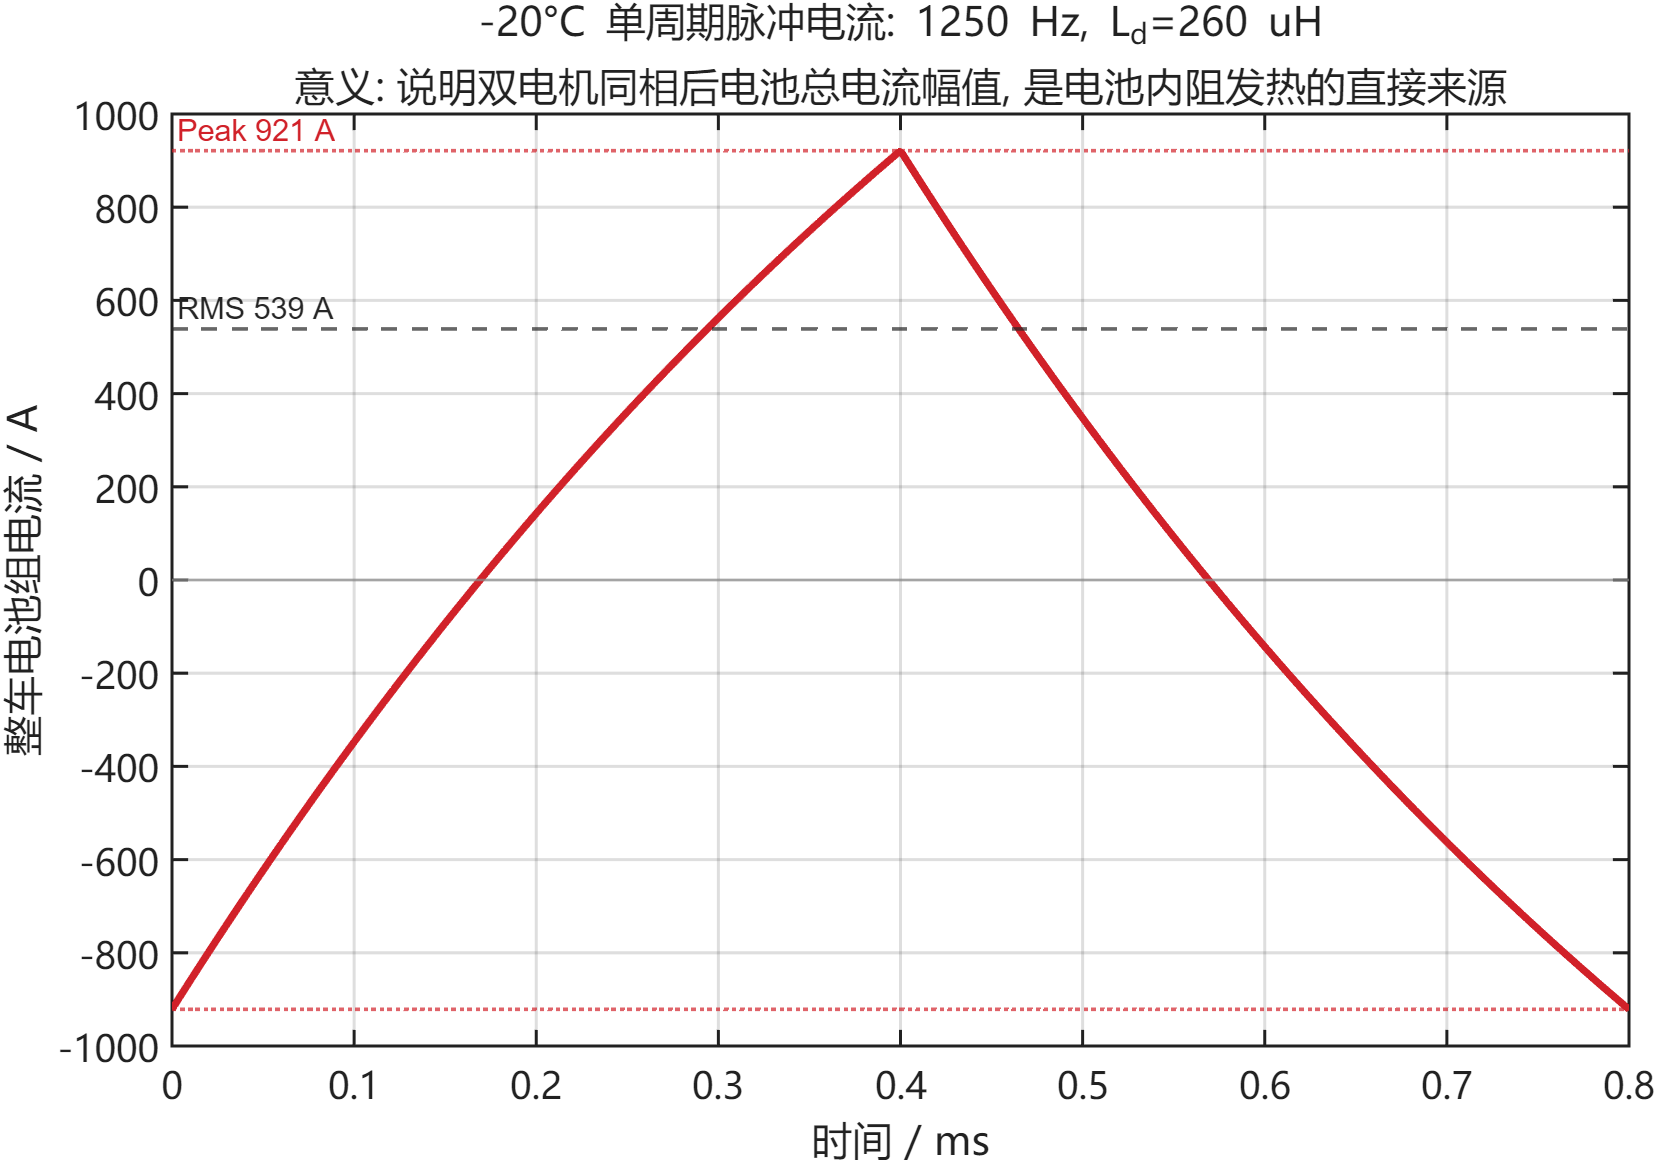 -20°C 单周期脉冲电流: 1250 Hz, Ld=260 uH
意义: 说明双电机同相后电池总电流幅值, 是电池内阻发热的直接来源
1000
Peak 921 A
800
600
RMS 539 A
400
200
0
-200
-400
-600
-800
-1000
整车电池组电流 / A
0 0.1 0.2 0.3 0.4 0.5 0.6 0.7 0.8
时间 / ms